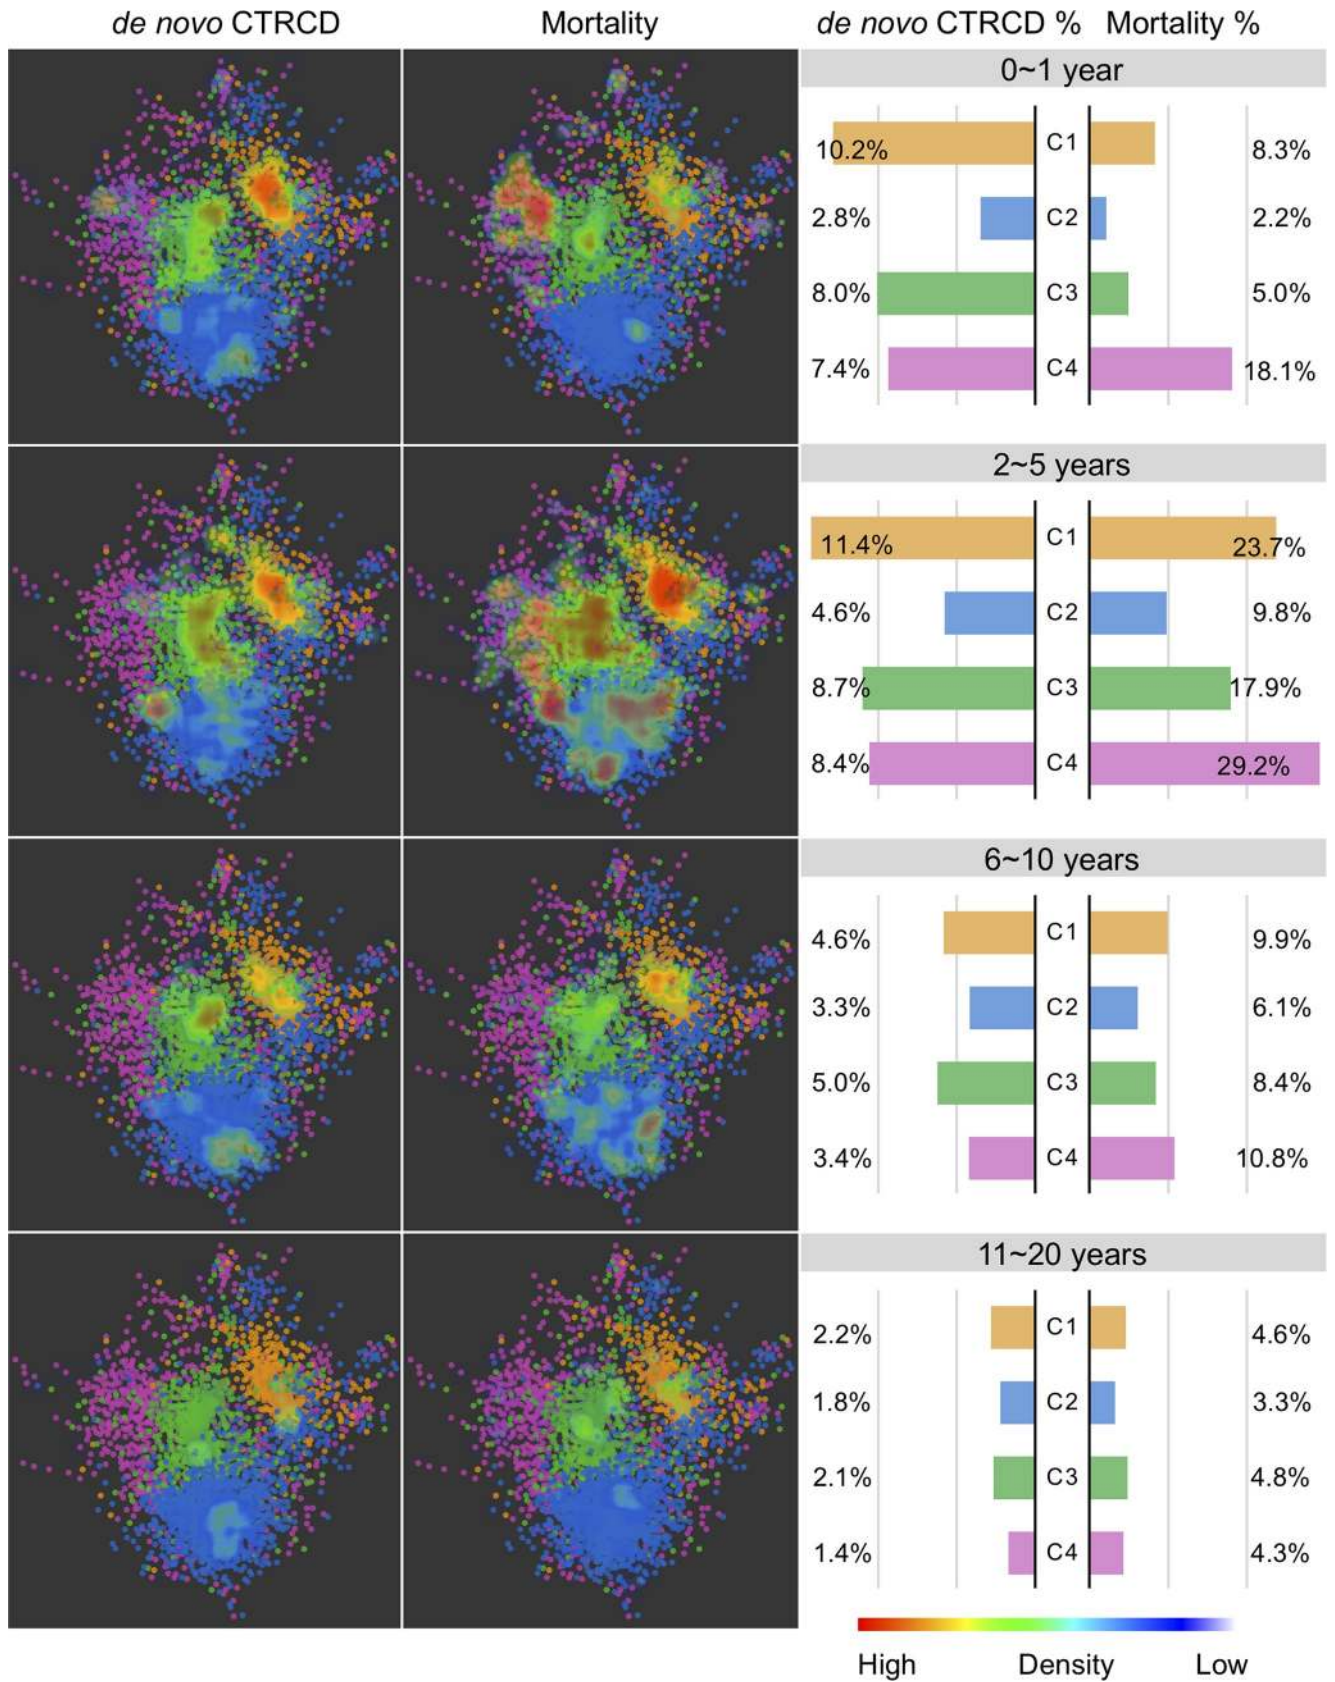 de novo CTRCD Mortality de novo CTRCD % Mortality %
0~1 year
10.2% C1 8.3%
2.8% C2 2.2%
8.0% C3 5.0%
7.4% C4 18.1%
2~5 years
11.4% C1 23.7%
4.6% C2 9.8%
8.7% C3 17.9%
8.4% C4 29.2%
6~10 years
4.6% C1 9.9%
3.3% C2 6.1%
5.0% C3 8.4%
3.4% C4 10.8%
11~20 years
2.2% C1 4.6%
1.8% C2 3.3%
2.1% C3 4.8%
1.4% C4 4.3%
High Density Low